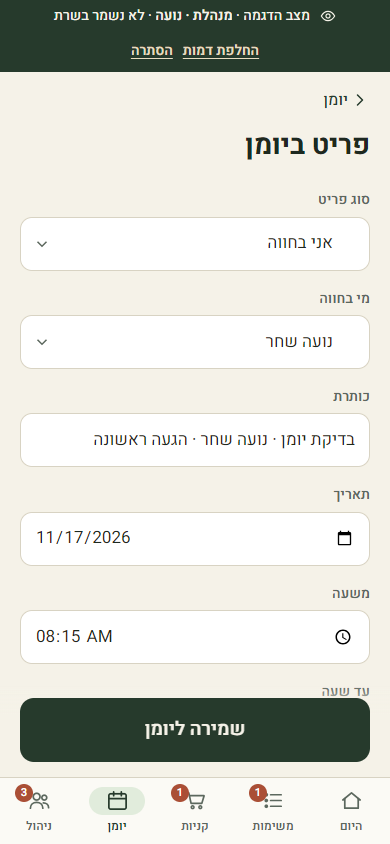 מצב הדגמה · מנהלת · נועה · לא נשמר בשרת
החלפת דמות הסתרה
יומן
פריט ביומן
סוג פריט
אני בחווה
מי בחווה
נועה שחר
כותרת
בדיקת יומן · נועה שחר · הגעה ראשונה
תאריך
11/17/2026
משעה
08:15 AM
עד שעה
שמירה ליומן
1 1 3
היום משימות קניות יומן ניהול